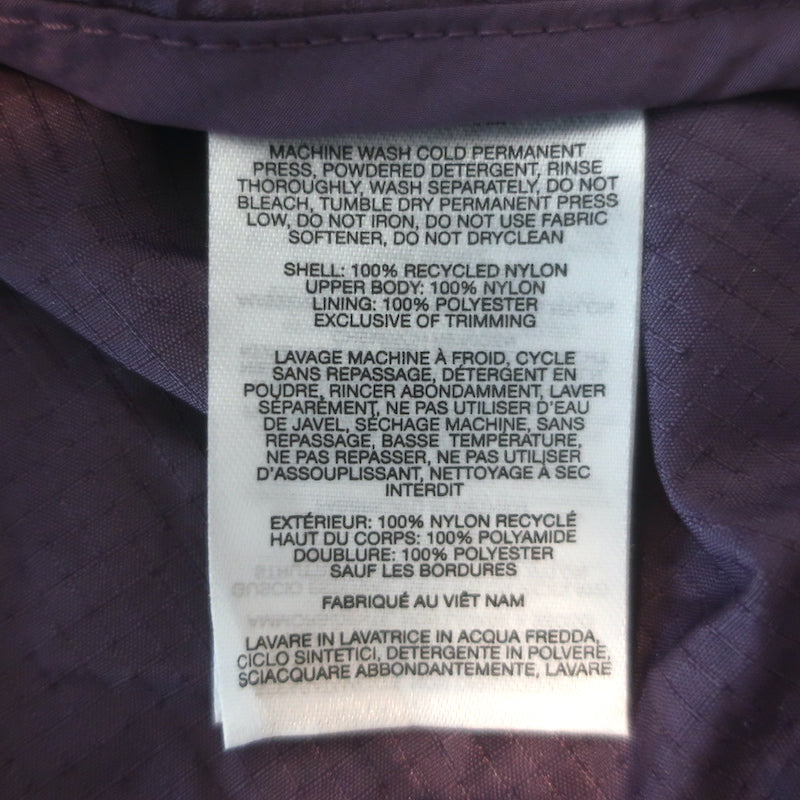 MACHINE WASH COLD PERMANENT
PRESS, POWDERED DETERGENT, RINSE
THOROUGHLY, WASH SEPARATELY, DO NOT
BLEACH, TUMBLE DRY PERMANENT PRESS
LOW, DO NOT IRON, DO NOT USE FABRIC
SOFTENER, DO NOT DRYCLEAN
SHELL: 100% RECYCLED NYLON
UPPER BODY: 100% NYLON
LINING: 100% POLYESTER
EXCLUSIVE OF TRIMMING
LAVAGE MACHINE À FROID, CYCLE
SANS REPASSAGE, DÉTERGENT EN
POUDRE, RINCER ABONDAMMENT, LAVER
SÉPARÉMENT, NE PAS UTILISER D'EAU
DE JAVEL, SÉCHAGE MACHINE, SANS
REPASSAGE, BASSE TEMPÉRATURE,
NE PAS REPASSER, NE PAS UTILISER
D'ASSOUPLISSANT, NETTOYAGE À SEC
INTERDIT
EXTÉRIEUR: 100% NYLON RECYCLÉ
HAUT DU CORPS: 100% POLYAMIDE
DOUBLURE: 100% POLYESTER
SAUF LES BORDURES
FABRIQUÉ AU VIÊT NAM
LAVARE IN LAVATRICE IN ACQUA FREDDA,
CICLO SINTETICI, DETERGENTE IN POLVERE,
SCIACQUARE ABBONDANTEMENTE, LAVARE